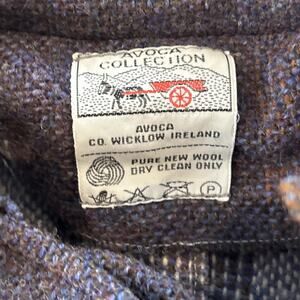 AVOCA
COLLECTION
AVOCA
CO. WICKLOW IRELAND
PURE NEW WOOL
DRY CLEAN ONLY
P